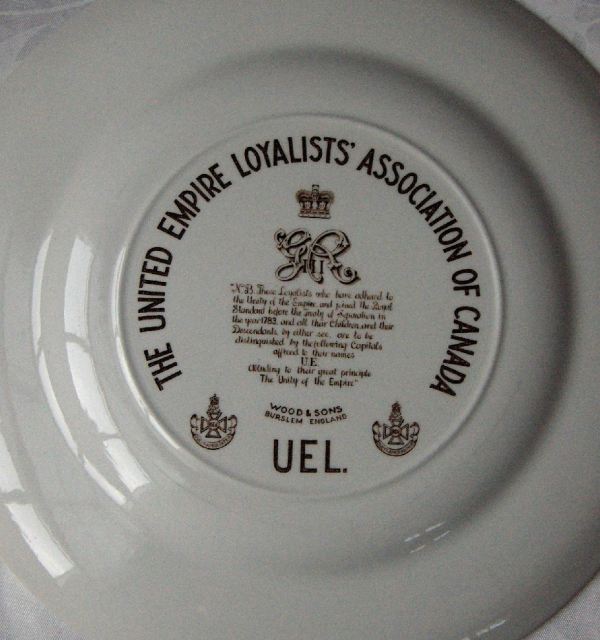 THE UNITED EMPIRE LOYALISTS' ASSOCIATION OF CANADA
"N.B. Those Loyalists who have adhered to
the Unity of the Empire, and joined the Royal
Standard before the Treaty of Separation in
the year 1783, and all their Children and their
Descendants by either sex, are to be
distinguished by the following Capitals
affixed to their names
U.E.
Alluding to their great principle
The Unity of the Empire"
WOOD & SONS
BURSLEM ENGLAND
UEL.